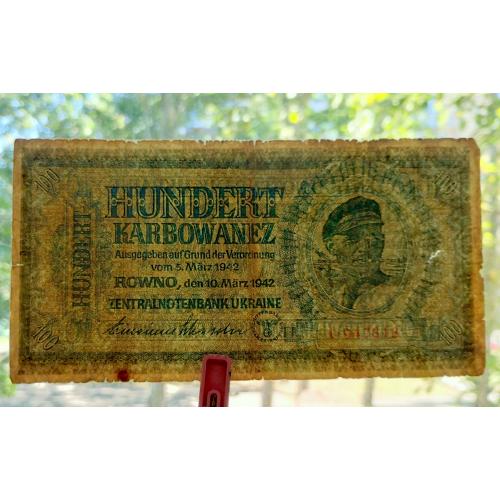 100
HUNDERT
HUNDERT
KARBOWANEZ
Ausgegeben auf Grund der Verordnung
vom 5. März 1942
ROWNO, den 10. März 1942
ZENTRALNOTENBANK UKRAINE
100